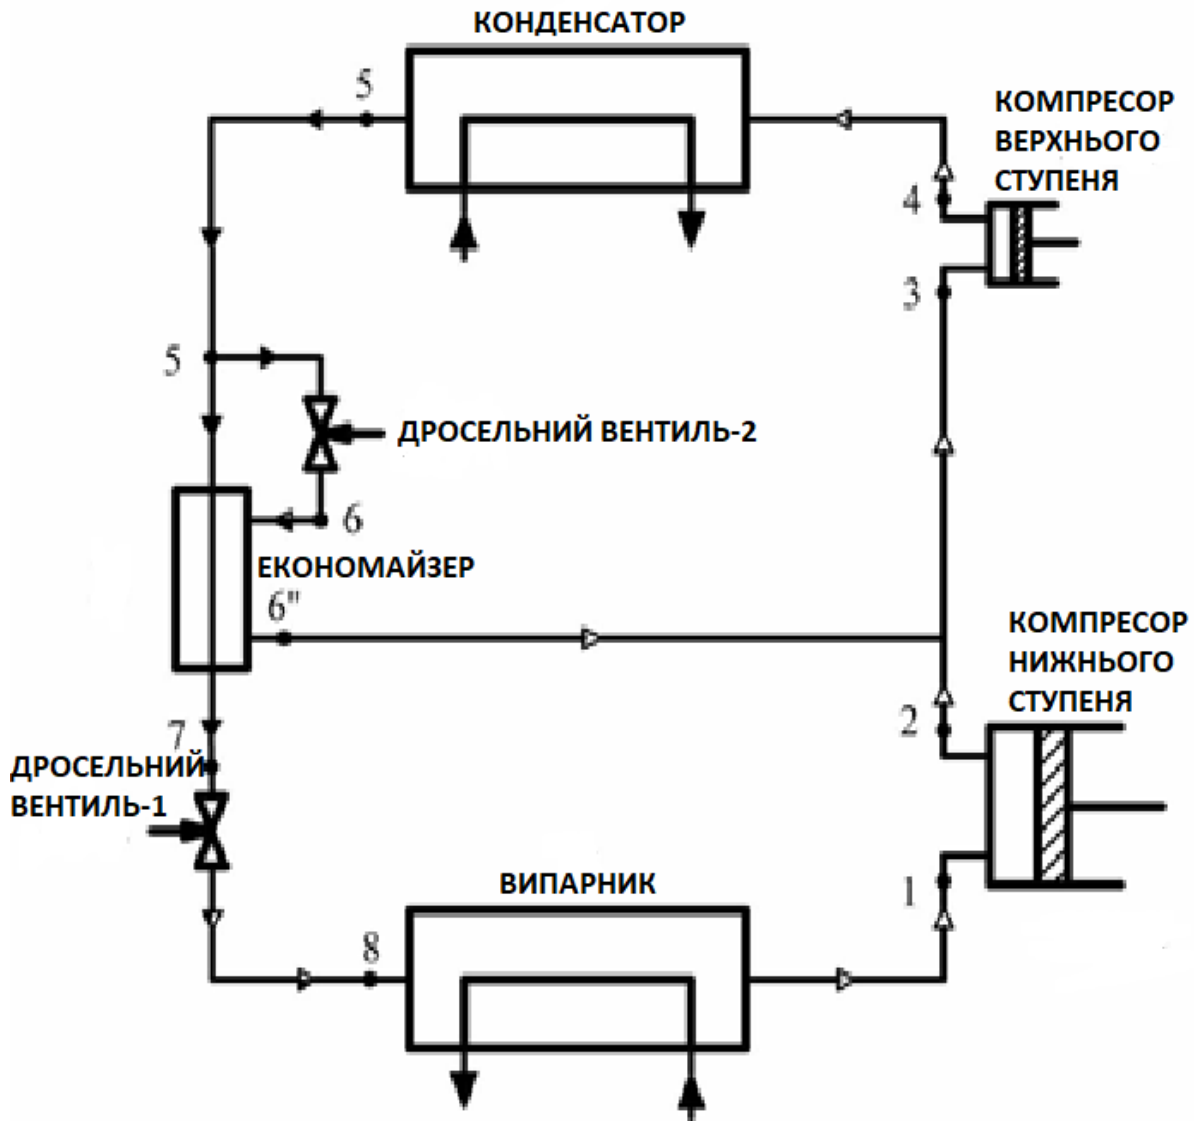 КОНДЕНСАТОР
5
КОМПРЕСОР
ВЕРХНЬОГО
СТУПЕНЯ
4
3
5
ДРОСЕЛЬНИЙ ВЕНТИЛЬ-2
6
ЕКОНОМАЙЗЕР
6"
КОМПРЕСОР
НИЖНЬОГО
СТУПЕНЯ
2
7
ДРОСЕЛЬНИЙ
ВЕНТИЛЬ-1
ВИПАРНИК
1
8